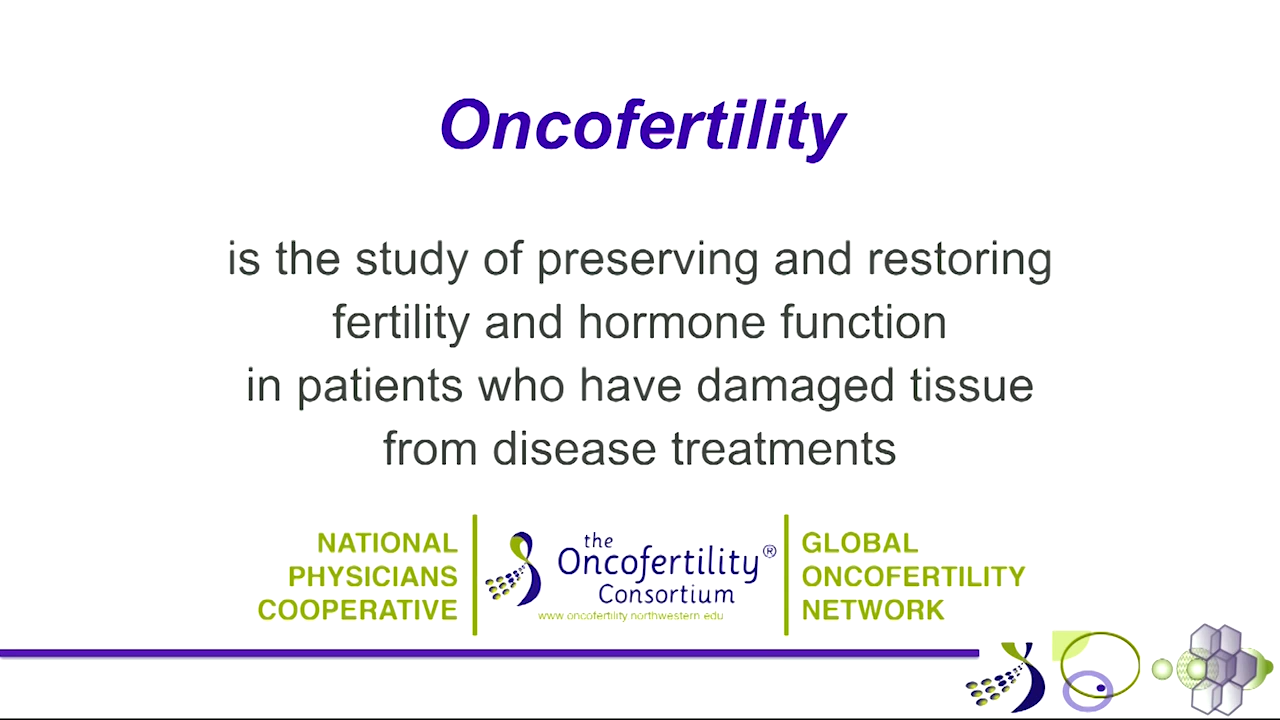 Oncofertility
is the study of preserving and restoring
fertility and hormone function
in patients who have damaged tissue
from disease treatments
NATIONAL
PHYSICIANS
COOPERATIVE
the
Oncofertility®
Consortium
www oncofertility northwestern edu
GLOBAL
ONCOFERTILITY
NETWORK